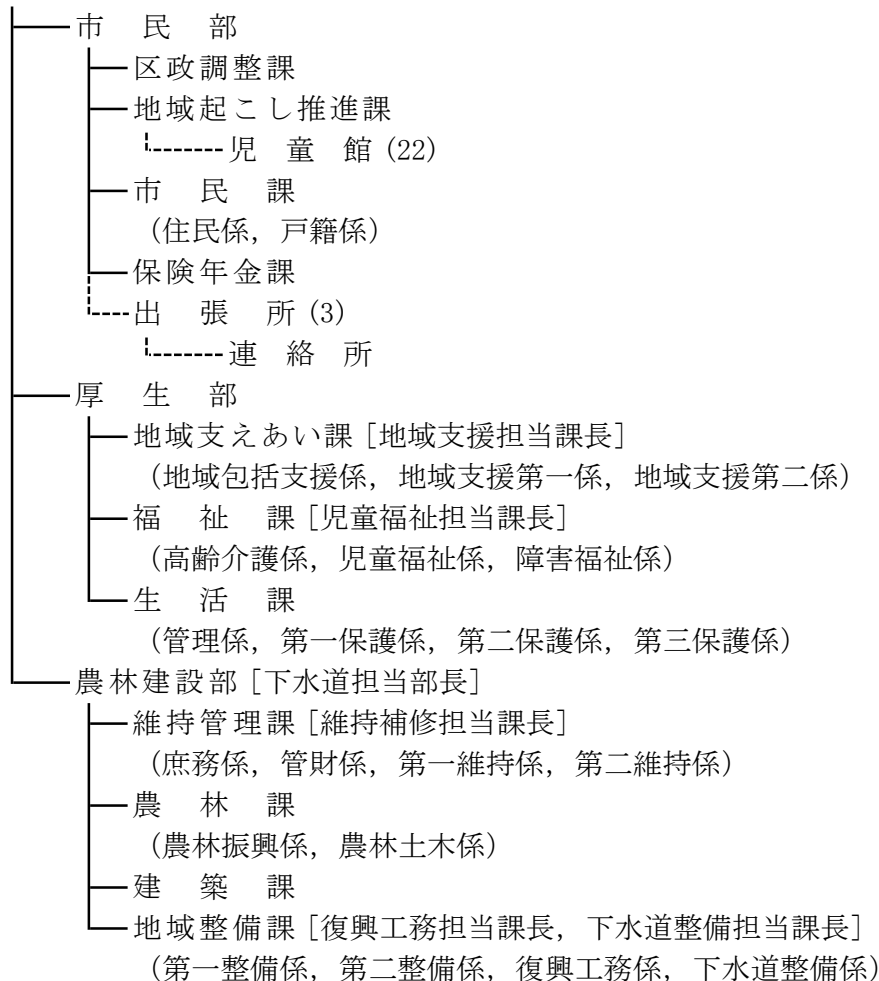 市民部
区政調整課
地域起こし推進課
児童館 (22)
市民課
（住民係，戸籍係）
保険年金課
出張所 (3)
連絡所
厚生部
地域支えあい課［地域支援担当課長］
（地域包括支援係，地域支援第一係，地域支援第二係）
福祉課［児童福祉担当課長］
（高齢介護係，児童福祉係，障害福祉係）
生活課
（管理係，第一保護係，第二保護係，第三保護係）
農林建設部［下水道担当部長］
維持管理課［維持補修担当課長］
（庶務係，管財係，第一維持係，第二維持係）
農林課
（農林振興係，農林土木係）
建築課
地域整備課［復興工務担当課長，下水道整備担当課長］
（第一整備係，第二整備係，復興工務係，下水道整備係）